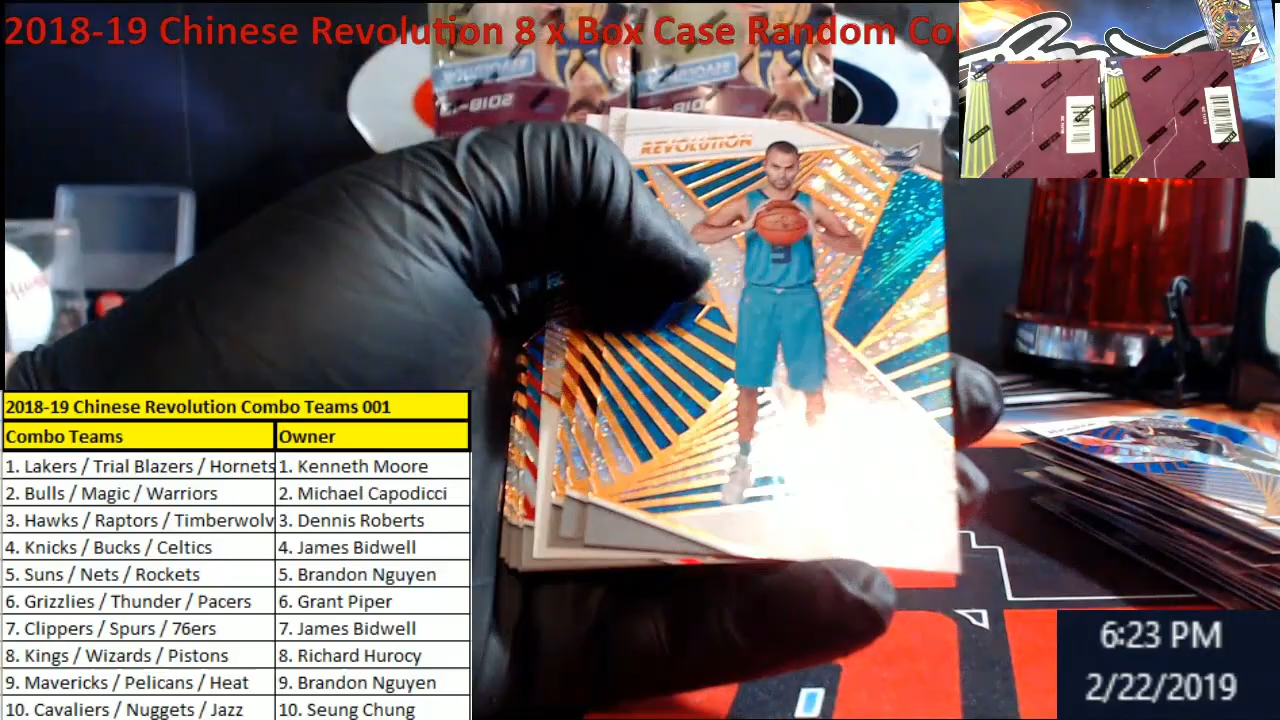 2018-19 Chinese Revolution 8 x Box Case Random Co
REVOLUTION
2018-19 Chinese Revolution Combo Teams 001
Combo Teams Owner
1. Lakers / Trial Blazers / Hornets 1. Kenneth Moore
2. Bulls / Magic / Warriors 2. Michael Capodicci
3. Hawks / Raptors / Timberwolv 3. Dennis Roberts
4. Knicks / Bucks / Celtics 4. James Bidwell
5. Suns / Nets / Rockets 5. Brandon Nguyen
6. Grizzlies / Thunder / Pacers 6. Grant Piper
7. Clippers / Spurs / 76ers 7. James Bidwell
8. Kings / Wizards / Pistons 8. Richard Hurocy
9. Mavericks / Pelicans / Heat 9. Brandon Nguyen
10. Cavaliers / Nuggets / Jazz 10. Seung Chung
6:23 PM
2/22/2019